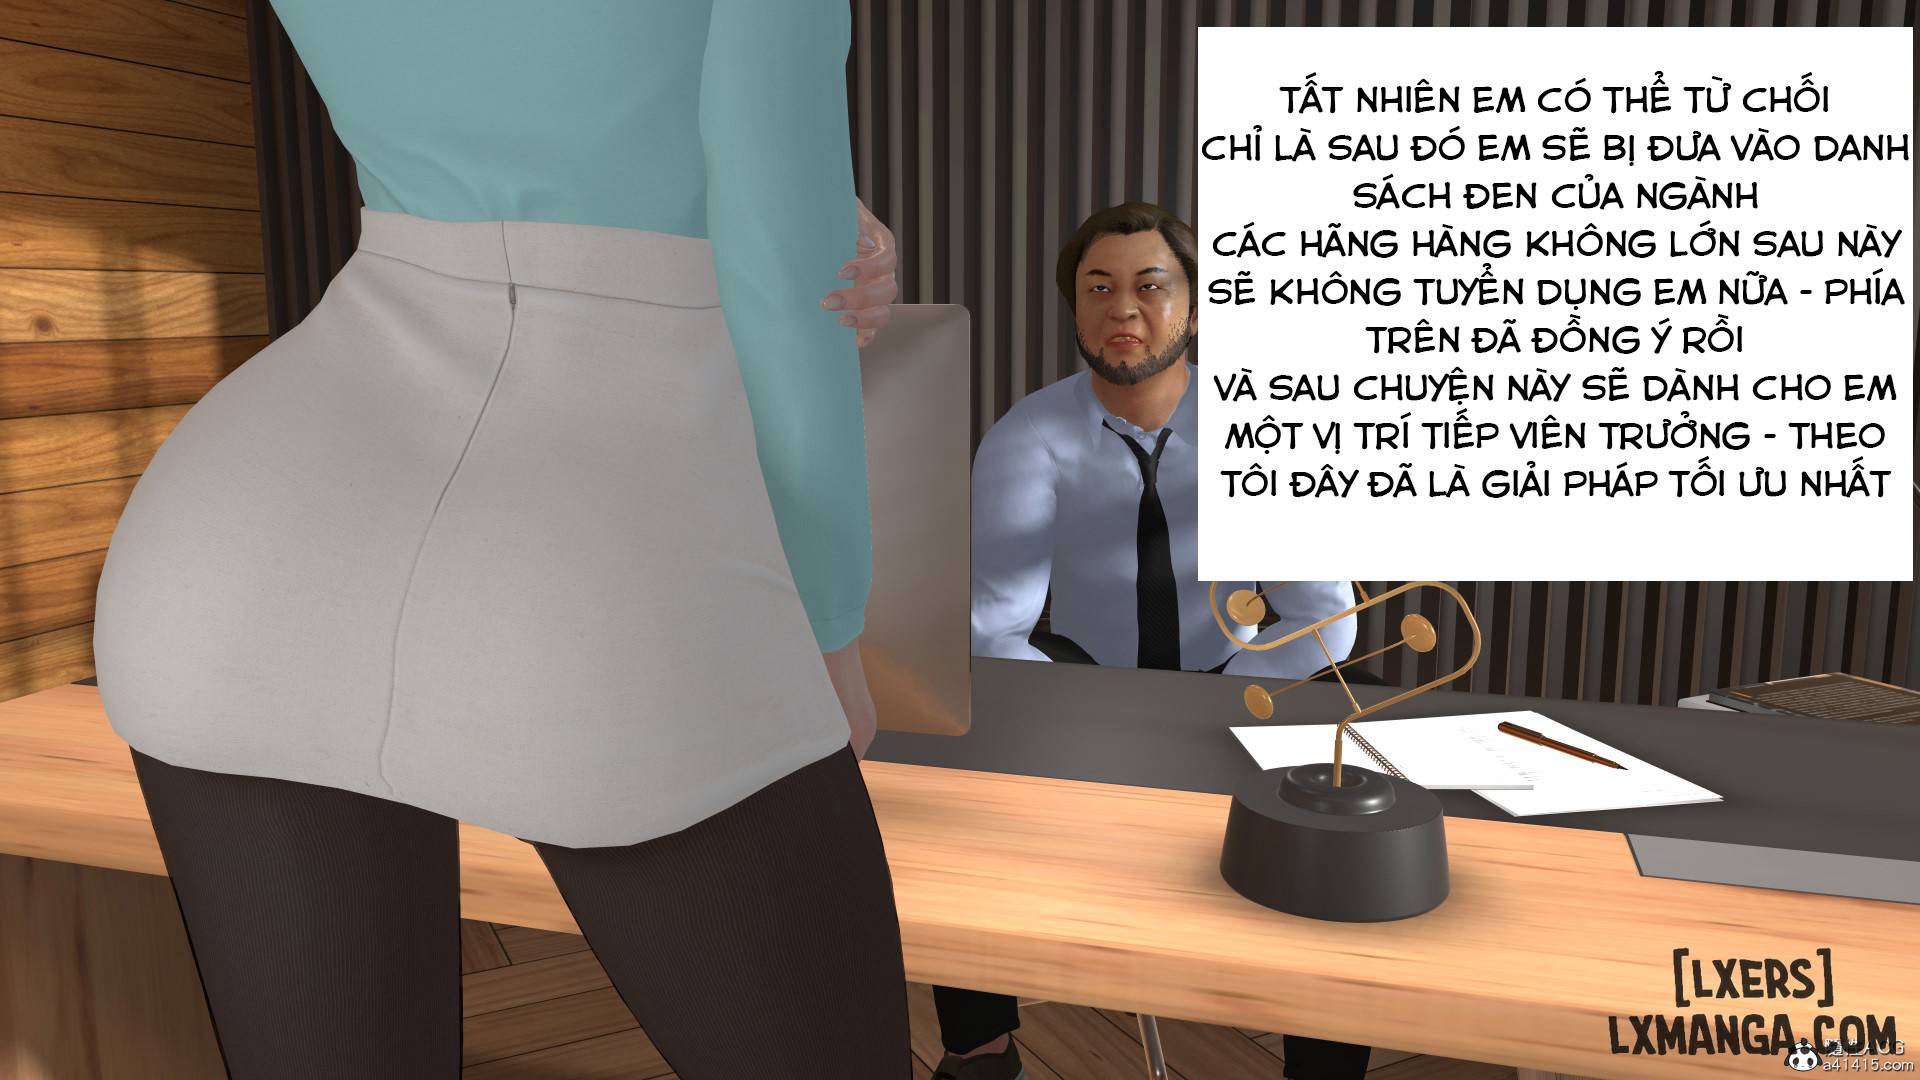 TẤT NHIÊN EM CÓ THỂ TỪ CHỐI
CHỈ LÀ SAU ĐÓ EM SẼ BỊ ĐƯA VÀO DANH
SÁCH ĐEN CỦA NGÀNH
CÁC HÃNG HÀNG KHÔNG LỚN SAU NÀY
SẼ KHÔNG TUYỂN DỤNG EM NỮA - PHÍA
TRÊN ĐÃ ĐỒNG Ý RỒI
VÀ SAU CHUYỆN NÀY SẼ DÀNH CHO EM
MỘT VỊ TRÍ TIẾP VIÊN TRƯỞNG - THEO
TÔI ĐÂY ĐÃ LÀ GIẢI PHÁP TỐI ƯU NHẤT
[LXERS]
LXMANGA.COM
a41415.com